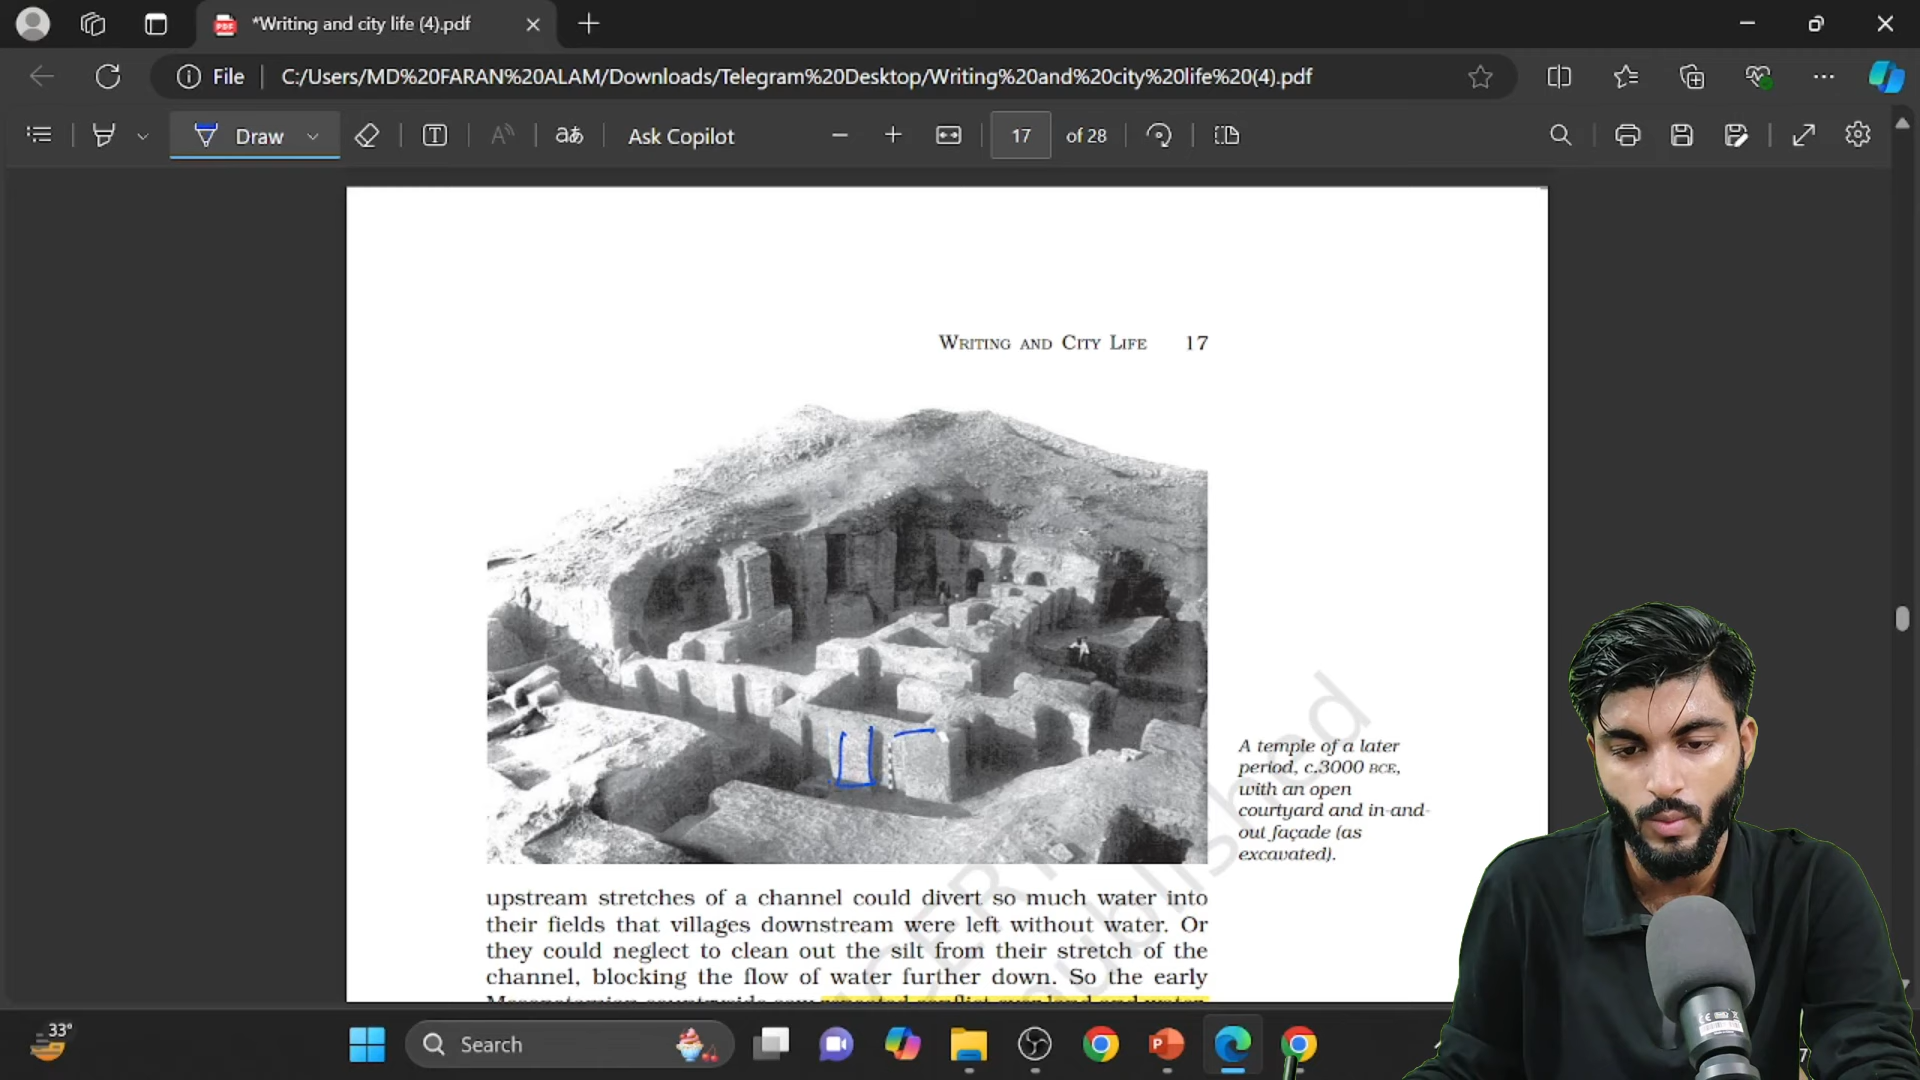 *Writing and city life (4).pdf
File
C:/Users/MD%20FARAN%20ALAM/Downloads/Telegram%20Desktop/Writing%20and%20city%20life%20(4).pdf
Draw
Ask Copilot
17
of 28
WRITING AND CITY LIFE 17
A temple of a later
period, c.3000 BCE,
with an open
courtyard and in-and-
out façade (as
excavated).
upstream stretches of a channel could divert so much water into
their fields that villages downstream were left without water. Or
they could neglect to clean out the silt from their stretch of the
channel, blocking the flow of water further down. So the early
33°
Search